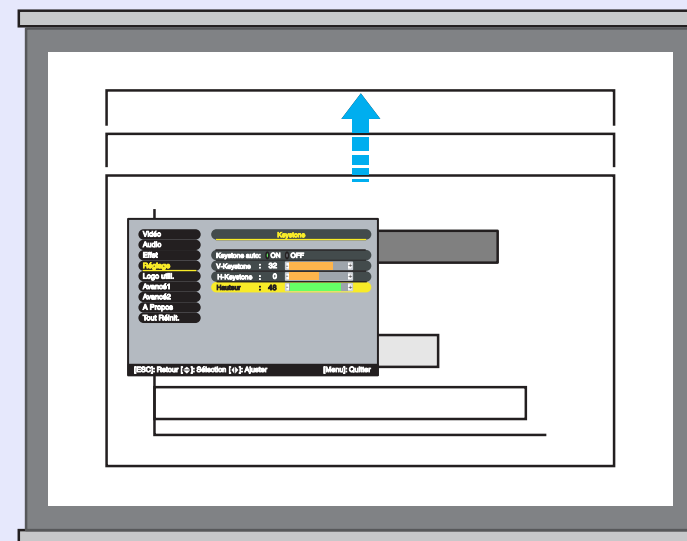 Vidéo
Audio
Effet
Réglage
Logo utili.
Avancé1
Avancé2
A Propos
Tout Réinit.
Keystone
Keystone auto: ON OFF
V-Keystone : 32
H-Keystone : 0
Hauteur : 48
[ESC]: Retour [ ]: Sélection [ ]: Ajuster [Menu]: Quitter